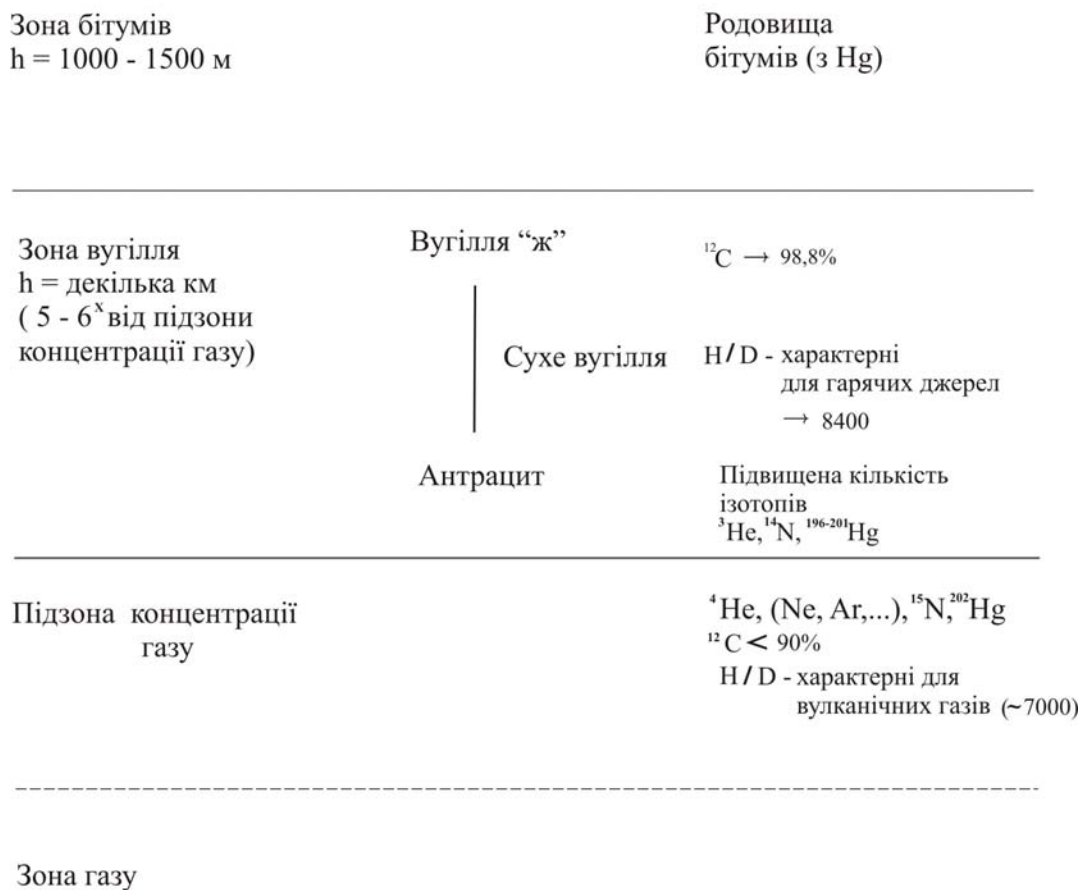 Зона бітумів
h = 1000 - 1500 м
Родовища
бітумів (з Hg)
Зона вугілля
h = декілька км
( 5 - 6ˣ від підзони
концентрації газу)
Вугілля “ж”
Сухе вугілля
Антрацит
¹²C → 98,8%
H/D - характерні
для гарячих джерел
→ 8400
Підвищена кількість
ізотопів
³He, ¹⁴N, ¹⁹⁶⁻²⁰¹Hg
Підзона концентрації
газу
⁴He, (Ne, Ar,...), ¹⁵N, ²⁰²Hg
¹²C < 90%
H/D - характерні для
вулканічних газів (~7000)
Зона газу